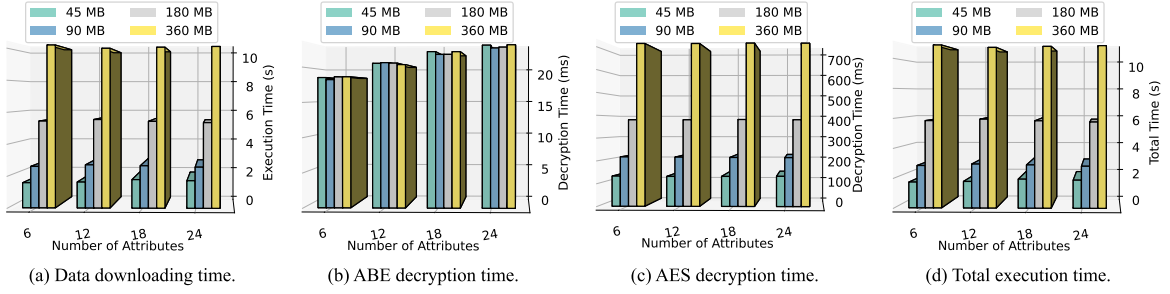 45 MB 180 MB
90 MB 360 MB
10
8
6
4
2
0
Execution Time (s)
6 12 18 24
Number of Attributes
(a) Data downloading time.
45 MB 180 MB
90 MB 360 MB
20
15
10
5
0
Decryption Time (ms)
6 12 18 24
Number of Attributes
(b) ABE decryption time.
45 MB 180 MB
90 MB 360 MB
700
600
500
400
300
200
100
0
Decryption Time (ms)
6 12 18 24
Number of Attributes
(c) AES decryption time.
45 MB 180 MB
90 MB 360 MB
10
8
6
4
2
0
Total Time (s)
6 12 18 24
Number of Attributes
(d) Total execution time.